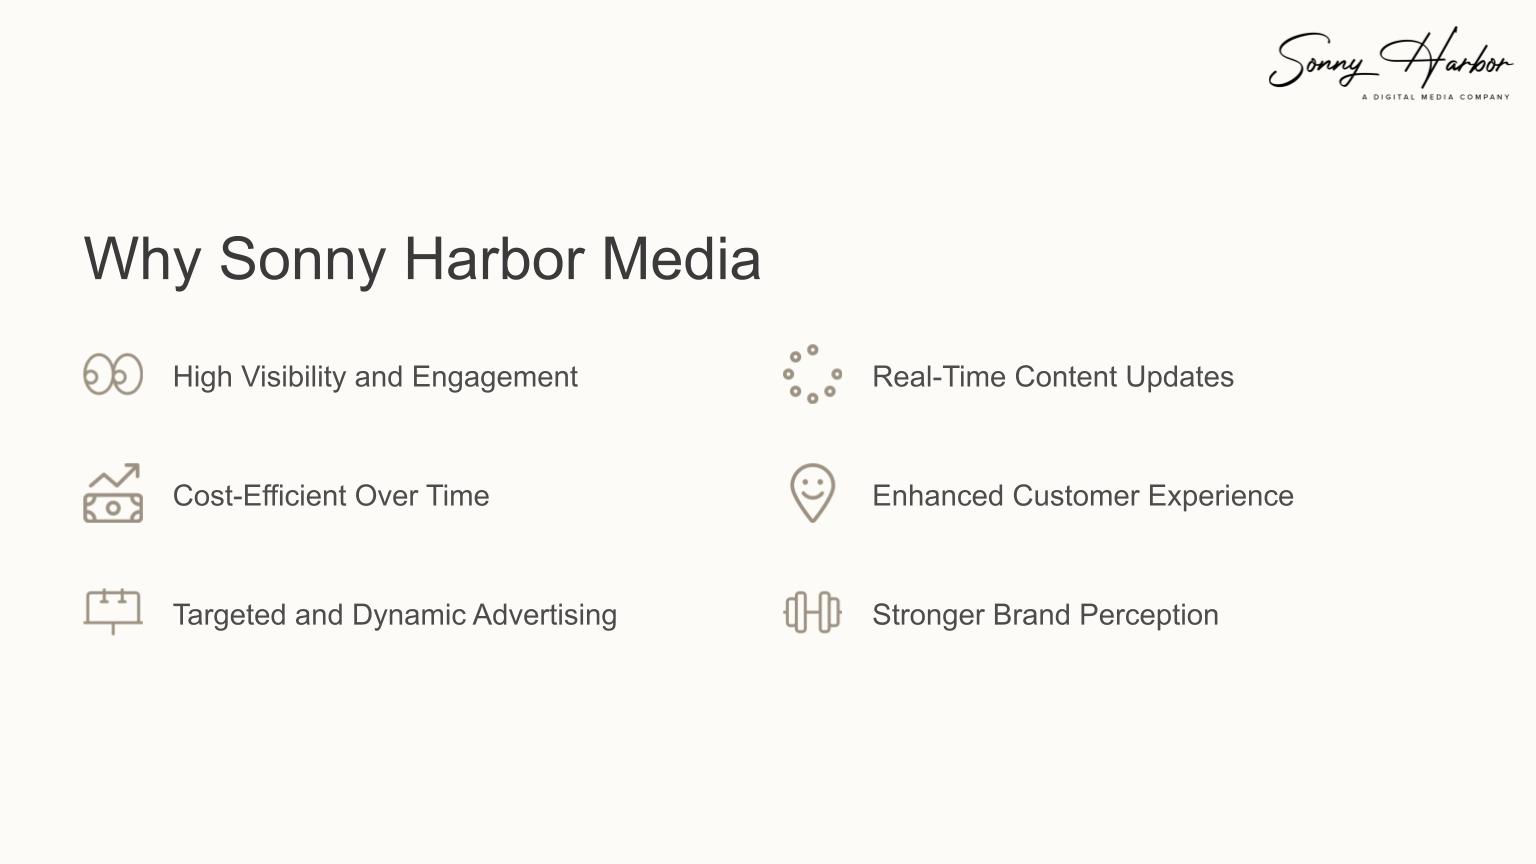 Sonny Harbor
A DIGITAL MEDIA COMPANY
Why Sonny Harbor Media
High Visibility and Engagement
Real-Time Content Updates
Cost-Efficient Over Time
Enhanced Customer Experience
Targeted and Dynamic Advertising
Stronger Brand Perception